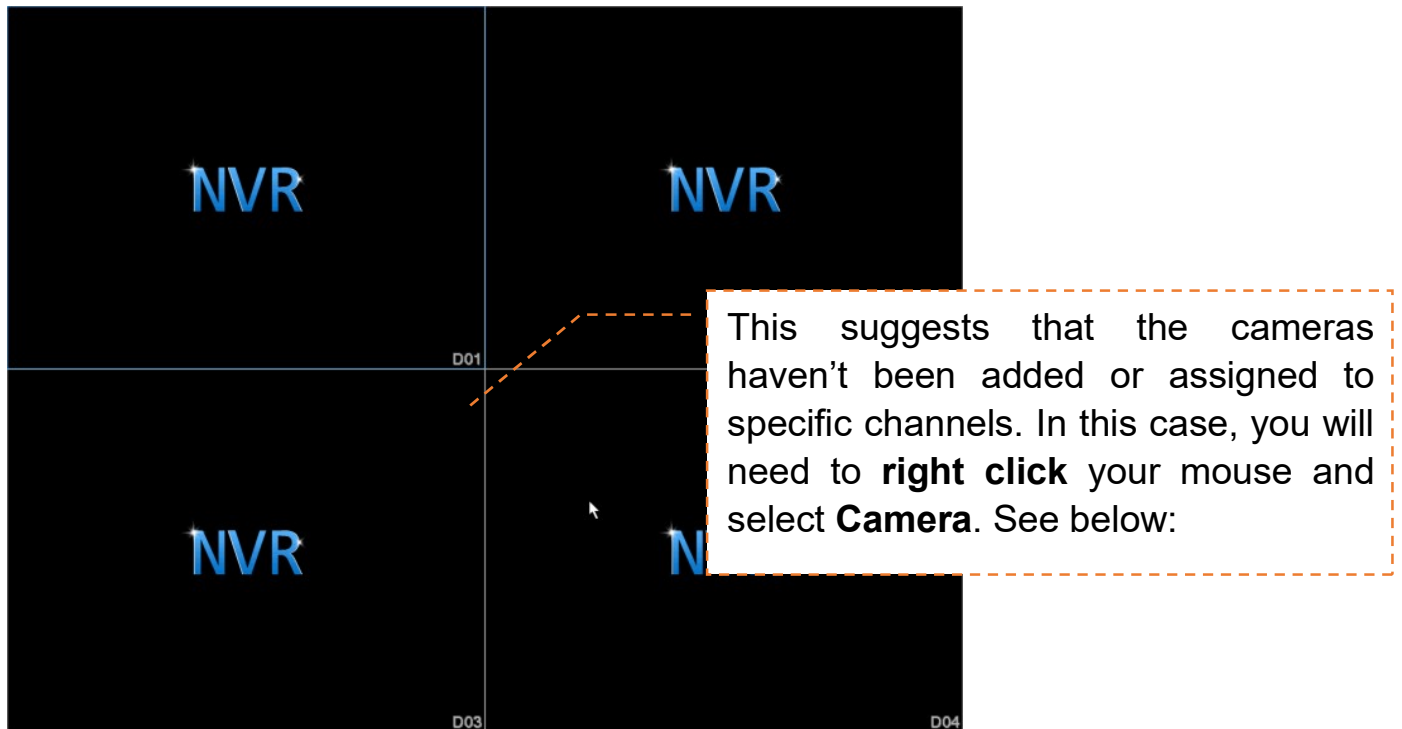 NVR
NVR
D01
This suggests that the cameras
haven’t been added or assigned to
specific channels. In this case, you will
need to right click your mouse and
select Camera. See below:
NVR
N
D03
D04